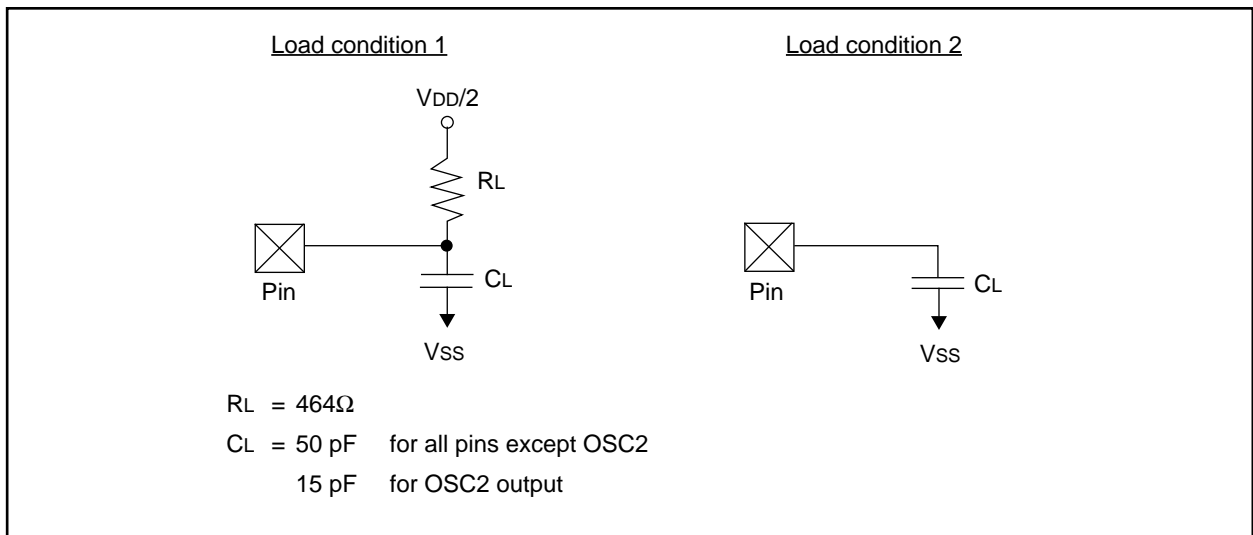 Load condition 1
Load condition 2
VDD/2
RL
Pin
CL
VSS
Pin
CL
VSS
RL = 464Ω
CL = 50 pF for all pins except OSC2
15 pF for OSC2 output